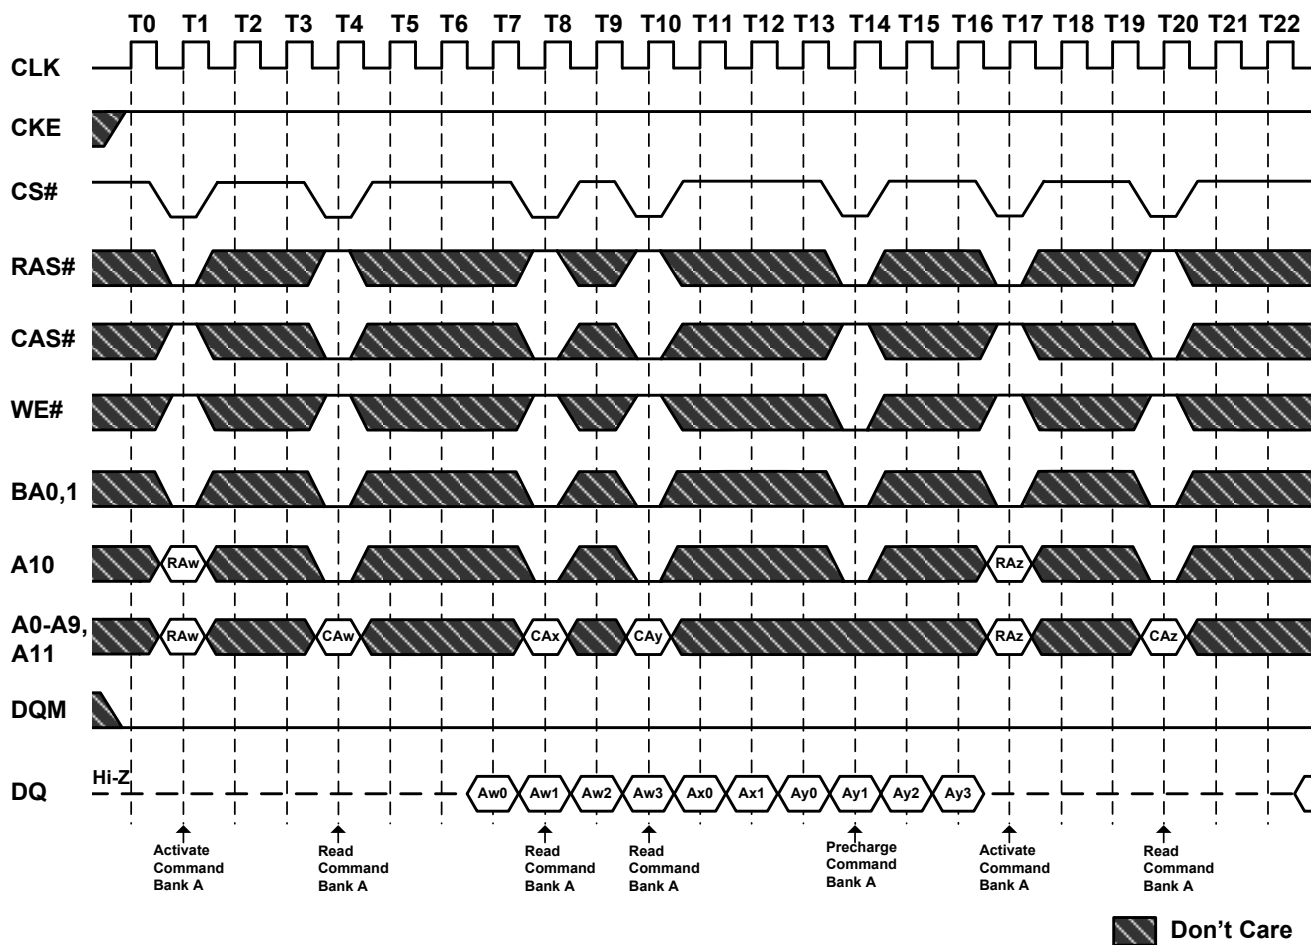 T0 T1 T2 T3 T4 T5 T6 T7 T8 T9 T10 T11 T12 T13 T14 T15 T16 T17 T18 T19 T20 T21 T22
CLK
CKE
CS#
RAS#
CAS#
WE#
BA0,1
A10 RAw RAz
A0-A9,
A11
RAw CAw CAx CAy RAz CAz
DQM
Hi-Z
DQ Aw0 Aw1 Aw2 Aw3 Ax0 Ax1 Ay0 Ay1 Ay2 Ay3
Activate
Command
Bank A
Read
Command
Bank A
Read
Command
Bank A
Read
Command
Bank A
Precharge
Command
Bank A
Activate
Command
Bank A
Read
Command
Bank A
Don't Care